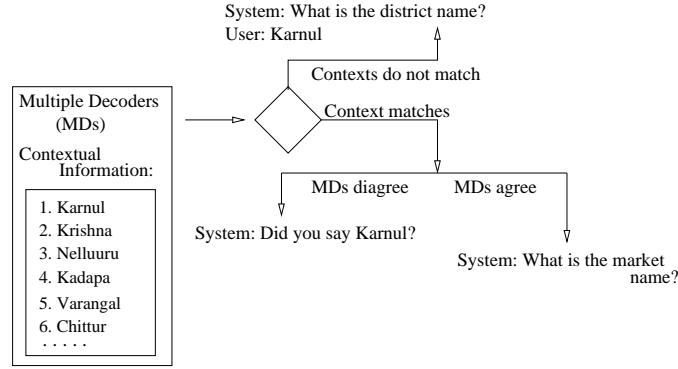 System: What is the district name?
User: Karnul
Contexts do not match
Multiple Decoders
(MDs)
Context matches
Contextual
Information:
MDs diagree
MDs agree
1. Karnul
2. Krishna
3. Nelluuru
4. Kadapa
5. Varangal
6. Chittur
. . . . .
System: Did you say Karnul?
System: What is the market
name?